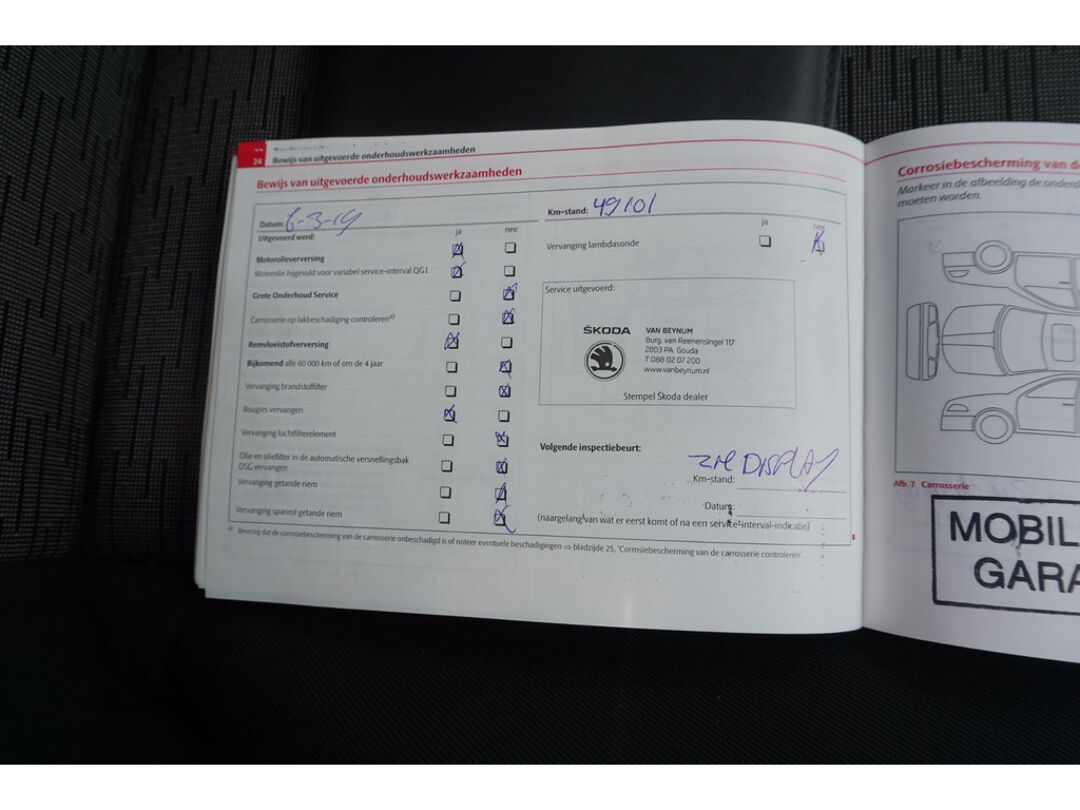 24 Bewijs van uitgevoerde onderhoudswerkzaamheden
Bewijs van uitgevoerde onderhoudswerkzaamheden
Datum: 6-3-19
Uitgevoerd werd:
ja nee
Motorolieverversing
Motorolie bijgevuld voor variabel service-interval QG1
Grote Onderhoud Service
Carrosserie op lakbeschadiging controleren a)
Remvloeistofverversing
Bijkomend alle 60 000 km of om de 4 jaar
Vervanging brandstoffilter
Bougies vervangen
Vervanging luchtfilterelement
Olie en oliefilter in de automatische versnellingsbak
DSG vervangen
Vervanging getande riem
Vervanging spanrol getande riem
Km-stand: 49101
ja nee
Vervanging lambdasonde
Service uitgevoerd:
ŠKODA
VAN BEYNUM
Burg. van Reenensingel 117
2803 PA Gouda
T 088 02 07 200
www.vanbeynum.nl
Stempel Škoda dealer
Volgende inspectiebeurt:
ZIE DISPLAY
Km-stand:
Datum:
(naargelang van wat er eerst komt of na een service-interval-indicatie)
a) Bevestig dat de corrosiebescherming van de carrosserie onbeschadigd is of noteer eventuele beschadigingen ⇒ bladzijde 25, 'Corrosiebescherming van de carrosserie controleren'.
Corrosiebescherming van de
Markeer in de afbeelding de onderd
moeten worden.
Afb. 7 Carrosserie
MOBIL
GARA